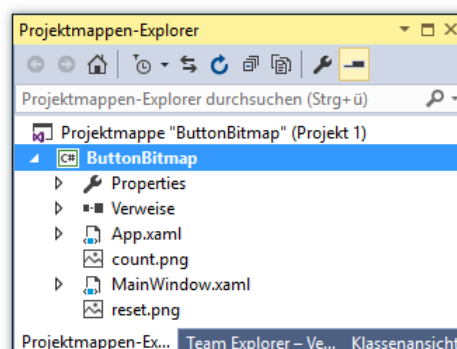 Projektmappen-Explorer
Projektmappen-Explorer durchsuchen (Strg+ü)
Projektmappe "ButtonBitmap" (Projekt 1)
C# ButtonBitmap
Properties
Verweise
App.xaml
count.png
MainWindow.xaml
reset.png
Projektmappen-Ex... Team Explorer – Ve... Klassenansicht